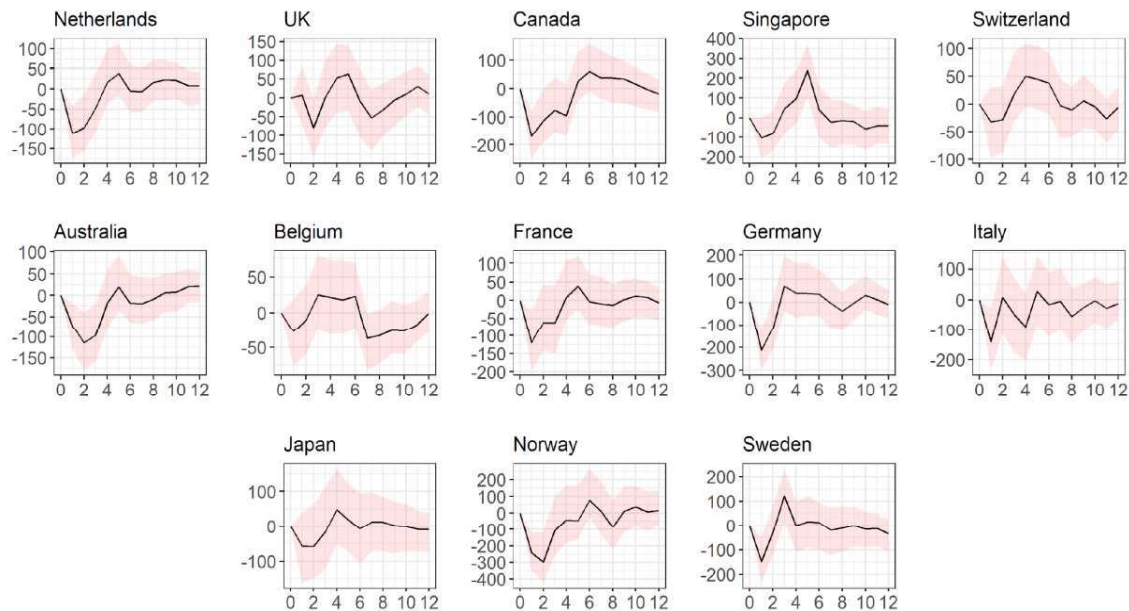 Netherlands UK Canada Singapore Switzerland
100 150 400 100
50 100 0 300 50
0 50 200
-50 0 -100 100 0
-100 -50 0 -50
-150 -100 -200 -100 -100
-150 -200
0 2 4 6 8 10 12 0 2 4 6 8 10 12 0 2 4 6 8 10 12 0 2 4 6 8 10 12 0 2 4 6 8 10 12
Australia Belgium France Germany Italy
100 100 200
50 50 50 100 100
0 0 0 0 0
-50 -50 -100
-100 -50 -100 -200 -100
-150 -150 -300 -200
-200
0 2 4 6 8 10 12 0 2 4 6 8 10 12 0 2 4 6 8 10 12 0 2 4 6 8 10 12 0 2 4 6 8 10 12
Japan Norway Sweden
100 200 200
100 100
0 0 0
-100 -100
-100 -200 -200
-300
-400
0 2 4 6 8 10 12 0 2 4 6 8 10 12 0 2 4 6 8 10 12